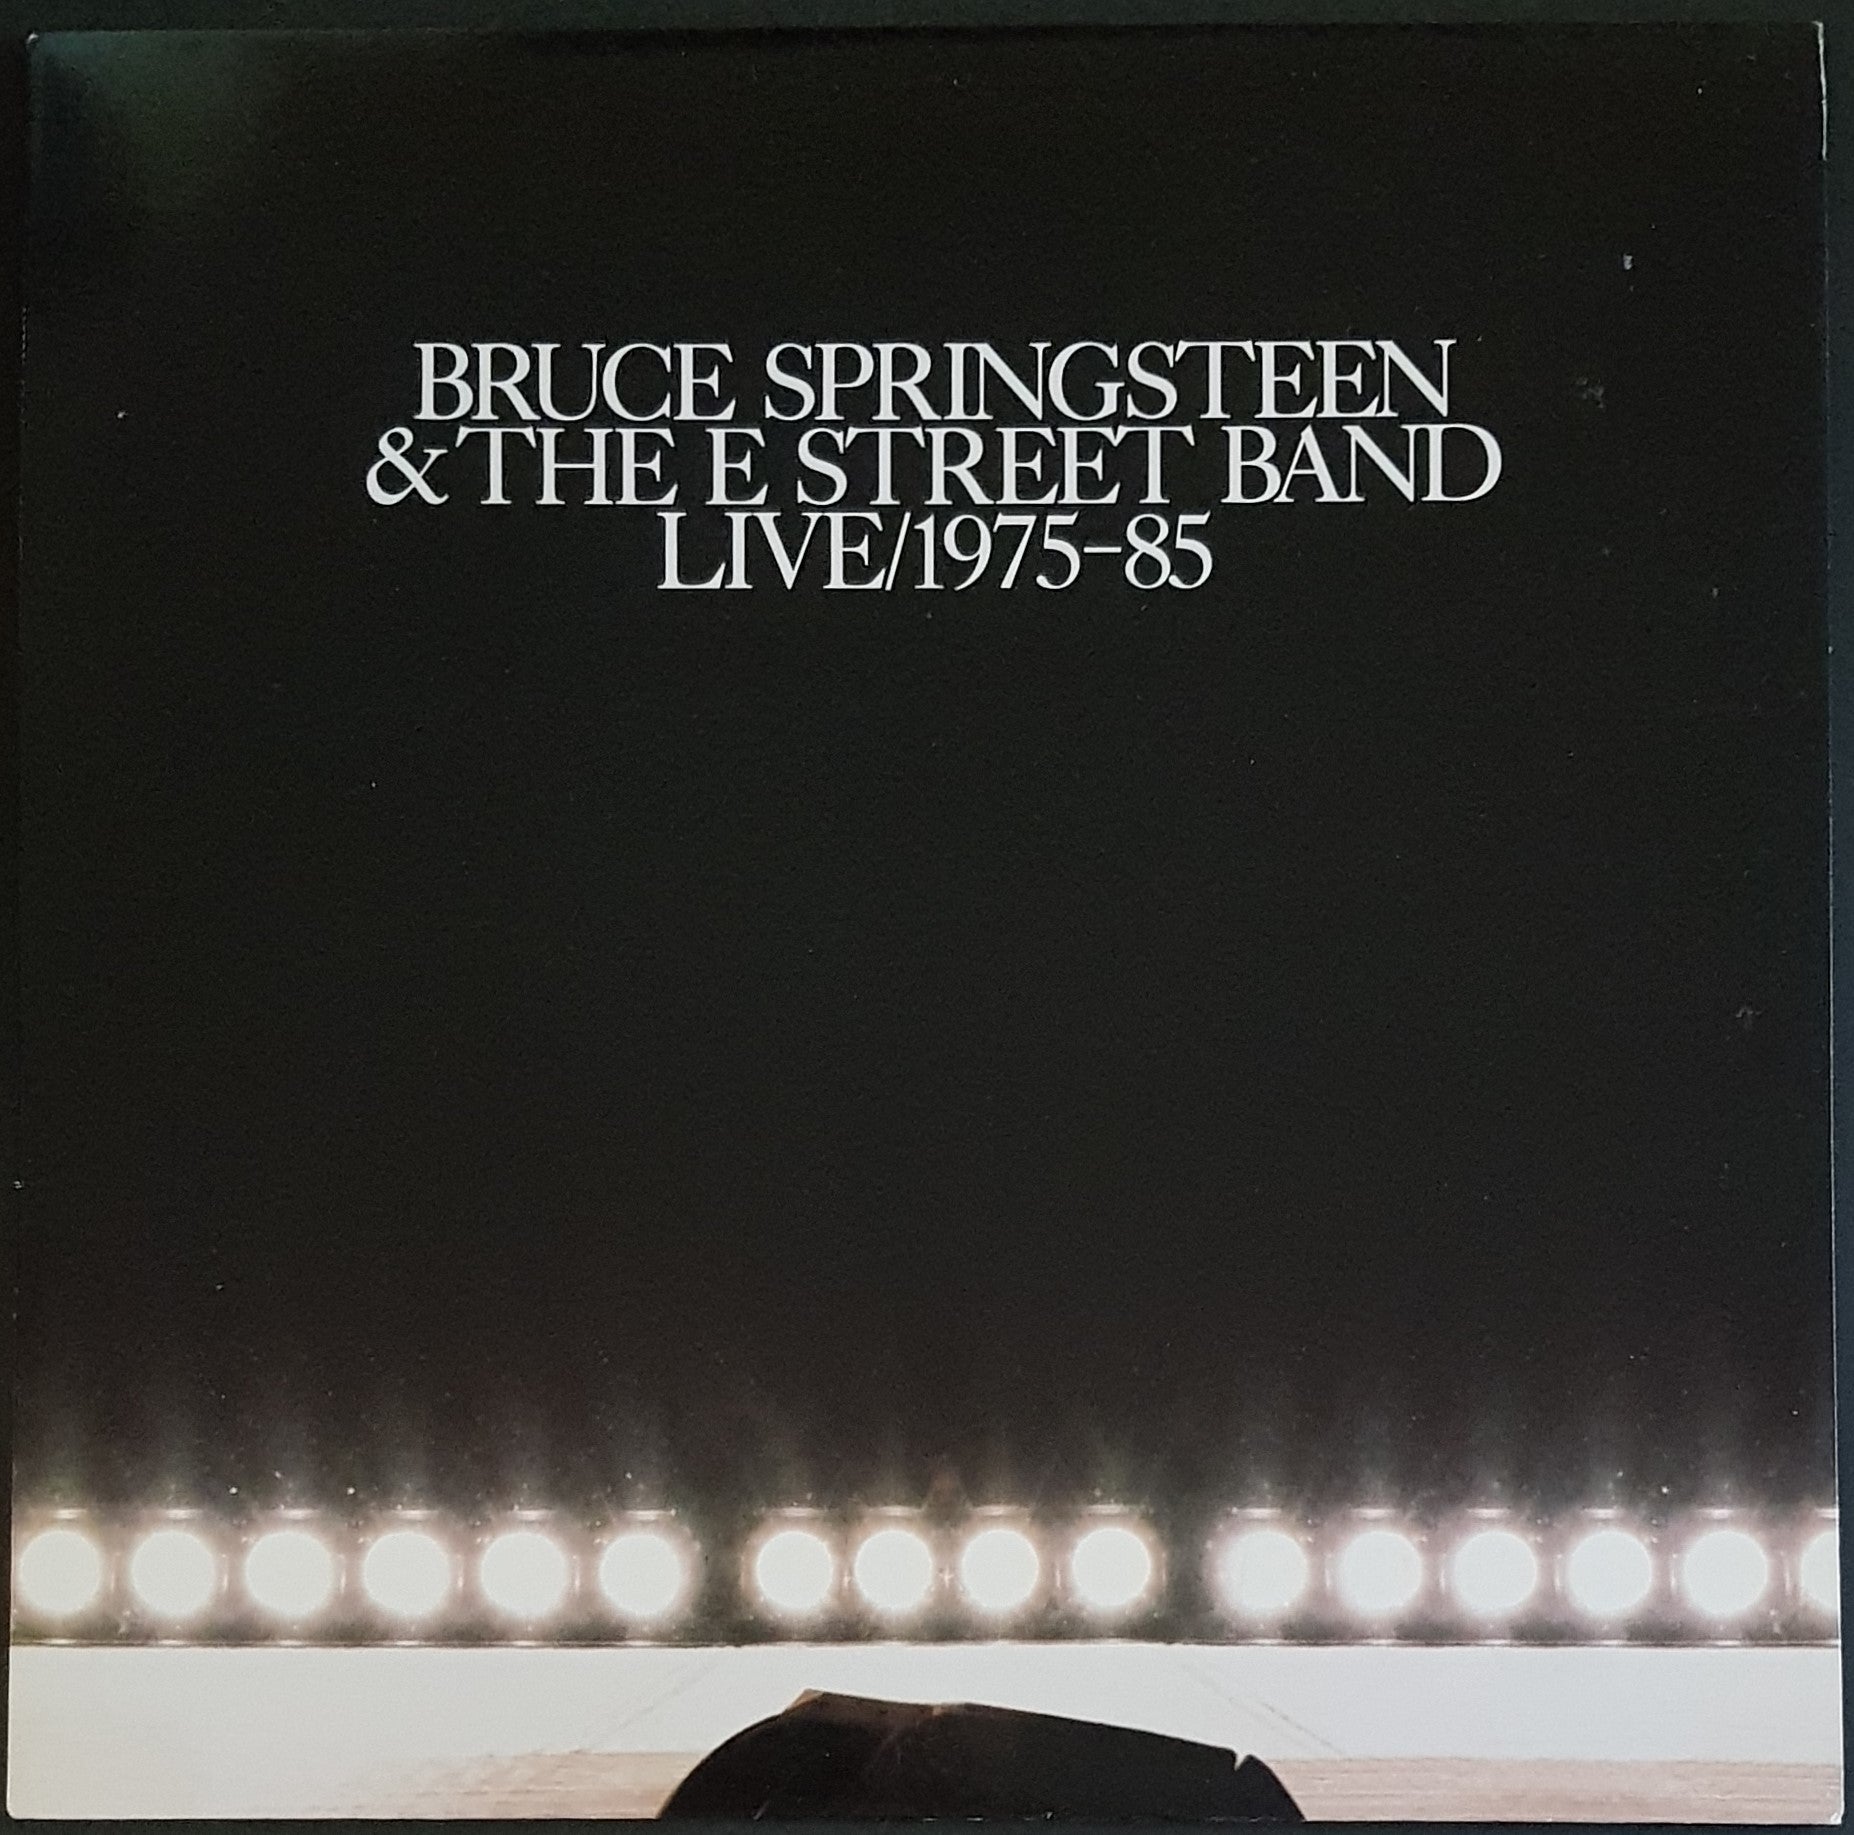 BRUCE SPRINGSTEEN
& THE E STREET BAND
LIVE/1975-85